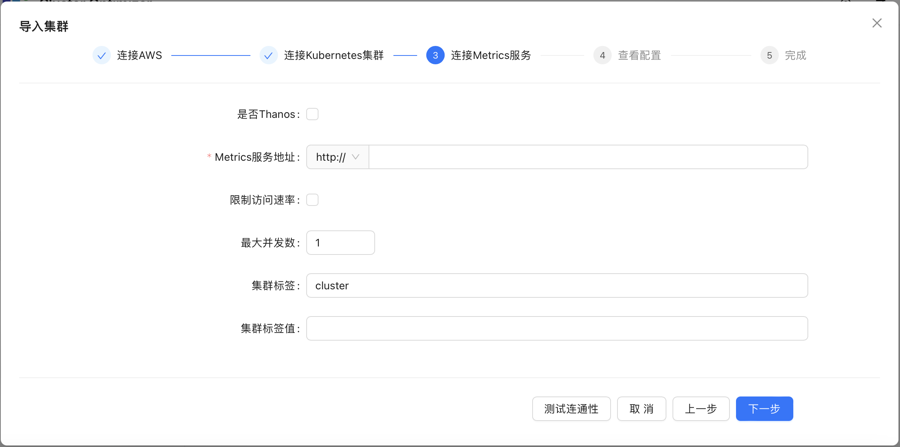 导入集群
连接AWS 连接Kubernetes集群 3 连接Metrics服务 4 查看配置 5 完成
是否Thanos:
* Metrics服务地址: http://
限制访问速率:
最大并发数: 1
集群标签: cluster
集群标签值:
测试连通性 取 消 上一步 下一步